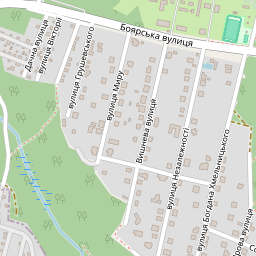 Боярська вулиця
Дачна вулиця
вулиця Вікторії
вулиця Грушевського
вулиця Миру
Вишнева вулиця
вулиця Незалежності
вулиця Богдана Хмельницького